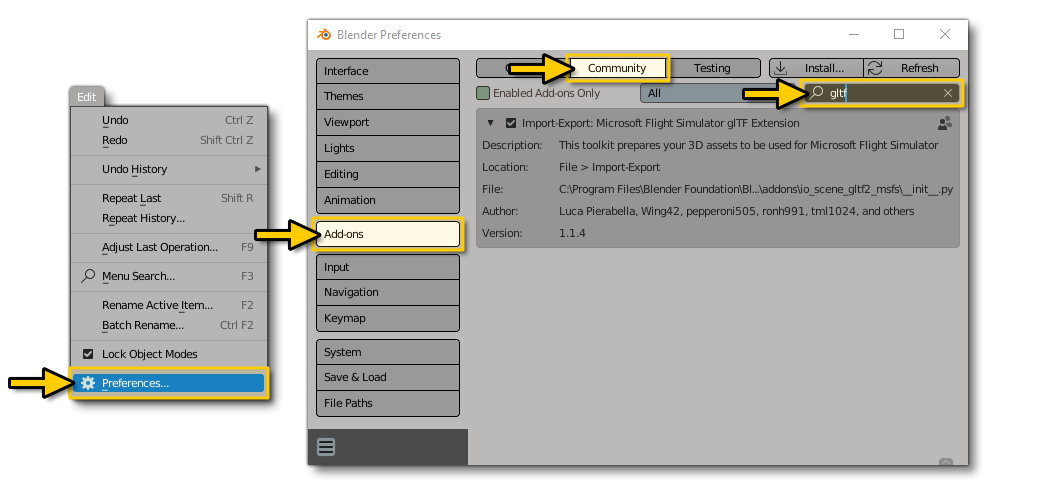 Edit
Undo Ctrl Z
Redo Shift Ctrl Z
Undo History
Repeat Last Shift R
Repeat History...
Adjust Last Operation... F9
Menu Search... F3
Rename Active Item... F2
Batch Rename... Ctrl F2
Lock Object Modes
Preferences...
Blender Preferences
Interface
Themes
Viewport
Lights
Editing
Animation
Add-ons
Input
Navigation
Keymap
System
Save & Load
File Paths
Community Testing Install... Refresh
Enabled Add-ons Only All gltf
Import-Export: Microsoft Flight Simulator glTF Extension
Description: This toolkit prepares your 3D assets to be used for Microsoft Flight Simulator
Location: File > Import-Export
File: C:\Program Files\Blender Foundation\Bl...\addons\io_scene_gltf2_msfs\__init__.py
Author: Luca Pierabella, Wing42, pepperoni505, ronh991, tml1024, and others
Version: 1.1.4